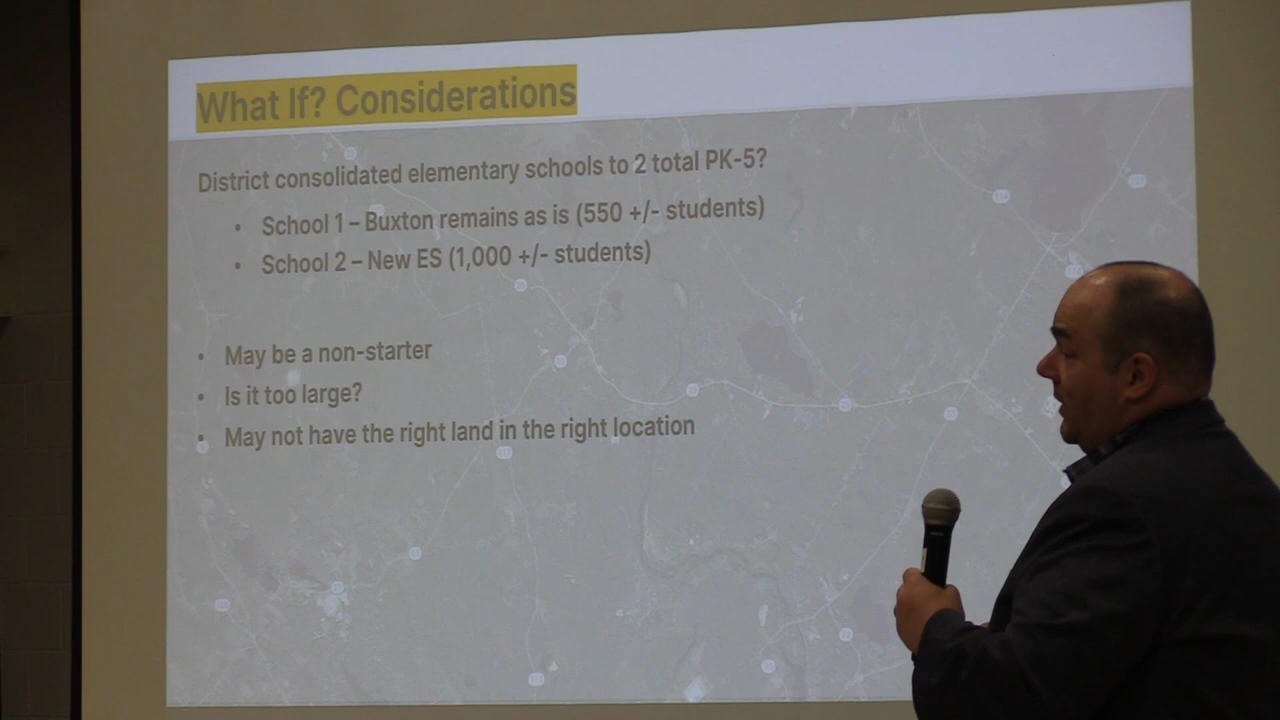 What If? Considerations
District consolidated elementary schools to 2 total PK-5?
• School 1 – Buxton remains as is (550 +/- students)
• School 2 – New ES (1,000 +/- students)
• May be a non-starter
• Is it too large?
• May not have the right land in the right location